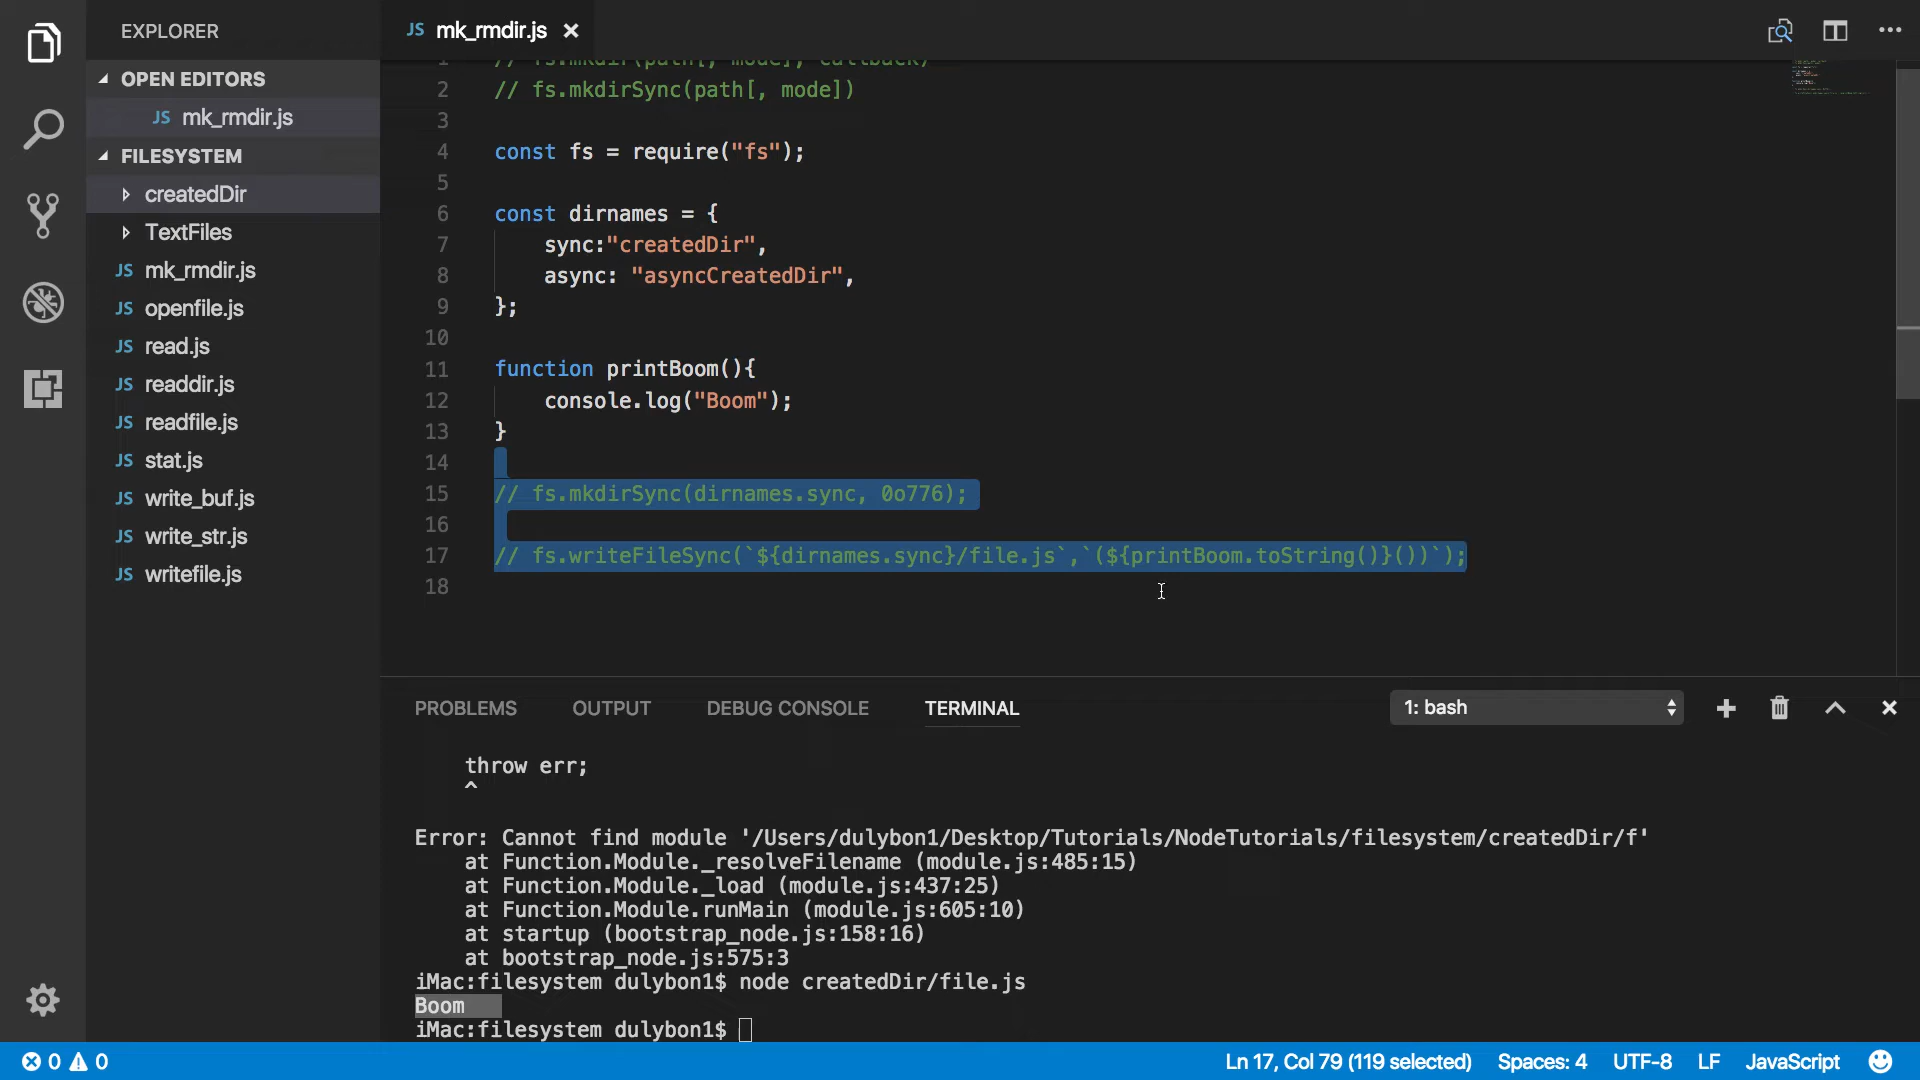 EXPLORER
OPEN EDITORS
JS mk_rmdir.js
FILESYSTEM
createdDir
TextFiles
JS mk_rmdir.js
JS openfile.js
JS read.js
JS readdir.js
JS readfile.js
JS stat.js
JS write_buf.js
JS write_str.js
JS writefile.js
JS mk_rmdir.js
1 // fs.mkdir(path[, mode], callback)
2 // fs.mkdirSync(path[, mode])
3
4 const fs = require("fs");
5
6 const dirnames = {
7 sync:"createdDir",
8 async: "asyncCreatedDir",
9 };
10
11 function printBoom(){
12 console.log("Boom");
13 }
14
15 // fs.mkdirSync(dirnames.sync, 0o776);
16
17 // fs.writeFileSync(`${dirnames.sync}/file.js`,`(${printBoom.toString()}())`);
18
PROBLEMS OUTPUT DEBUG CONSOLE TERMINAL 1: bash
throw err;
^
Error: Cannot find module '/Users/dulybon1/Desktop/Tutorials/NodeTutorials/filesystem/createdDir/f'
at Function.Module._resolveFilename (module.js:485:15)
at Function.Module._load (module.js:437:25)
at Function.Module.runMain (module.js:605:10)
at startup (bootstrap_node.js:158:16)
at bootstrap_node.js:575:3
iMac:filesystem dulybon1$ node createdDir/file.js
Boom
iMac:filesystem dulybon1$
0 0 Ln 17, Col 79 (119 selected) Spaces: 4 UTF-8 LF JavaScript